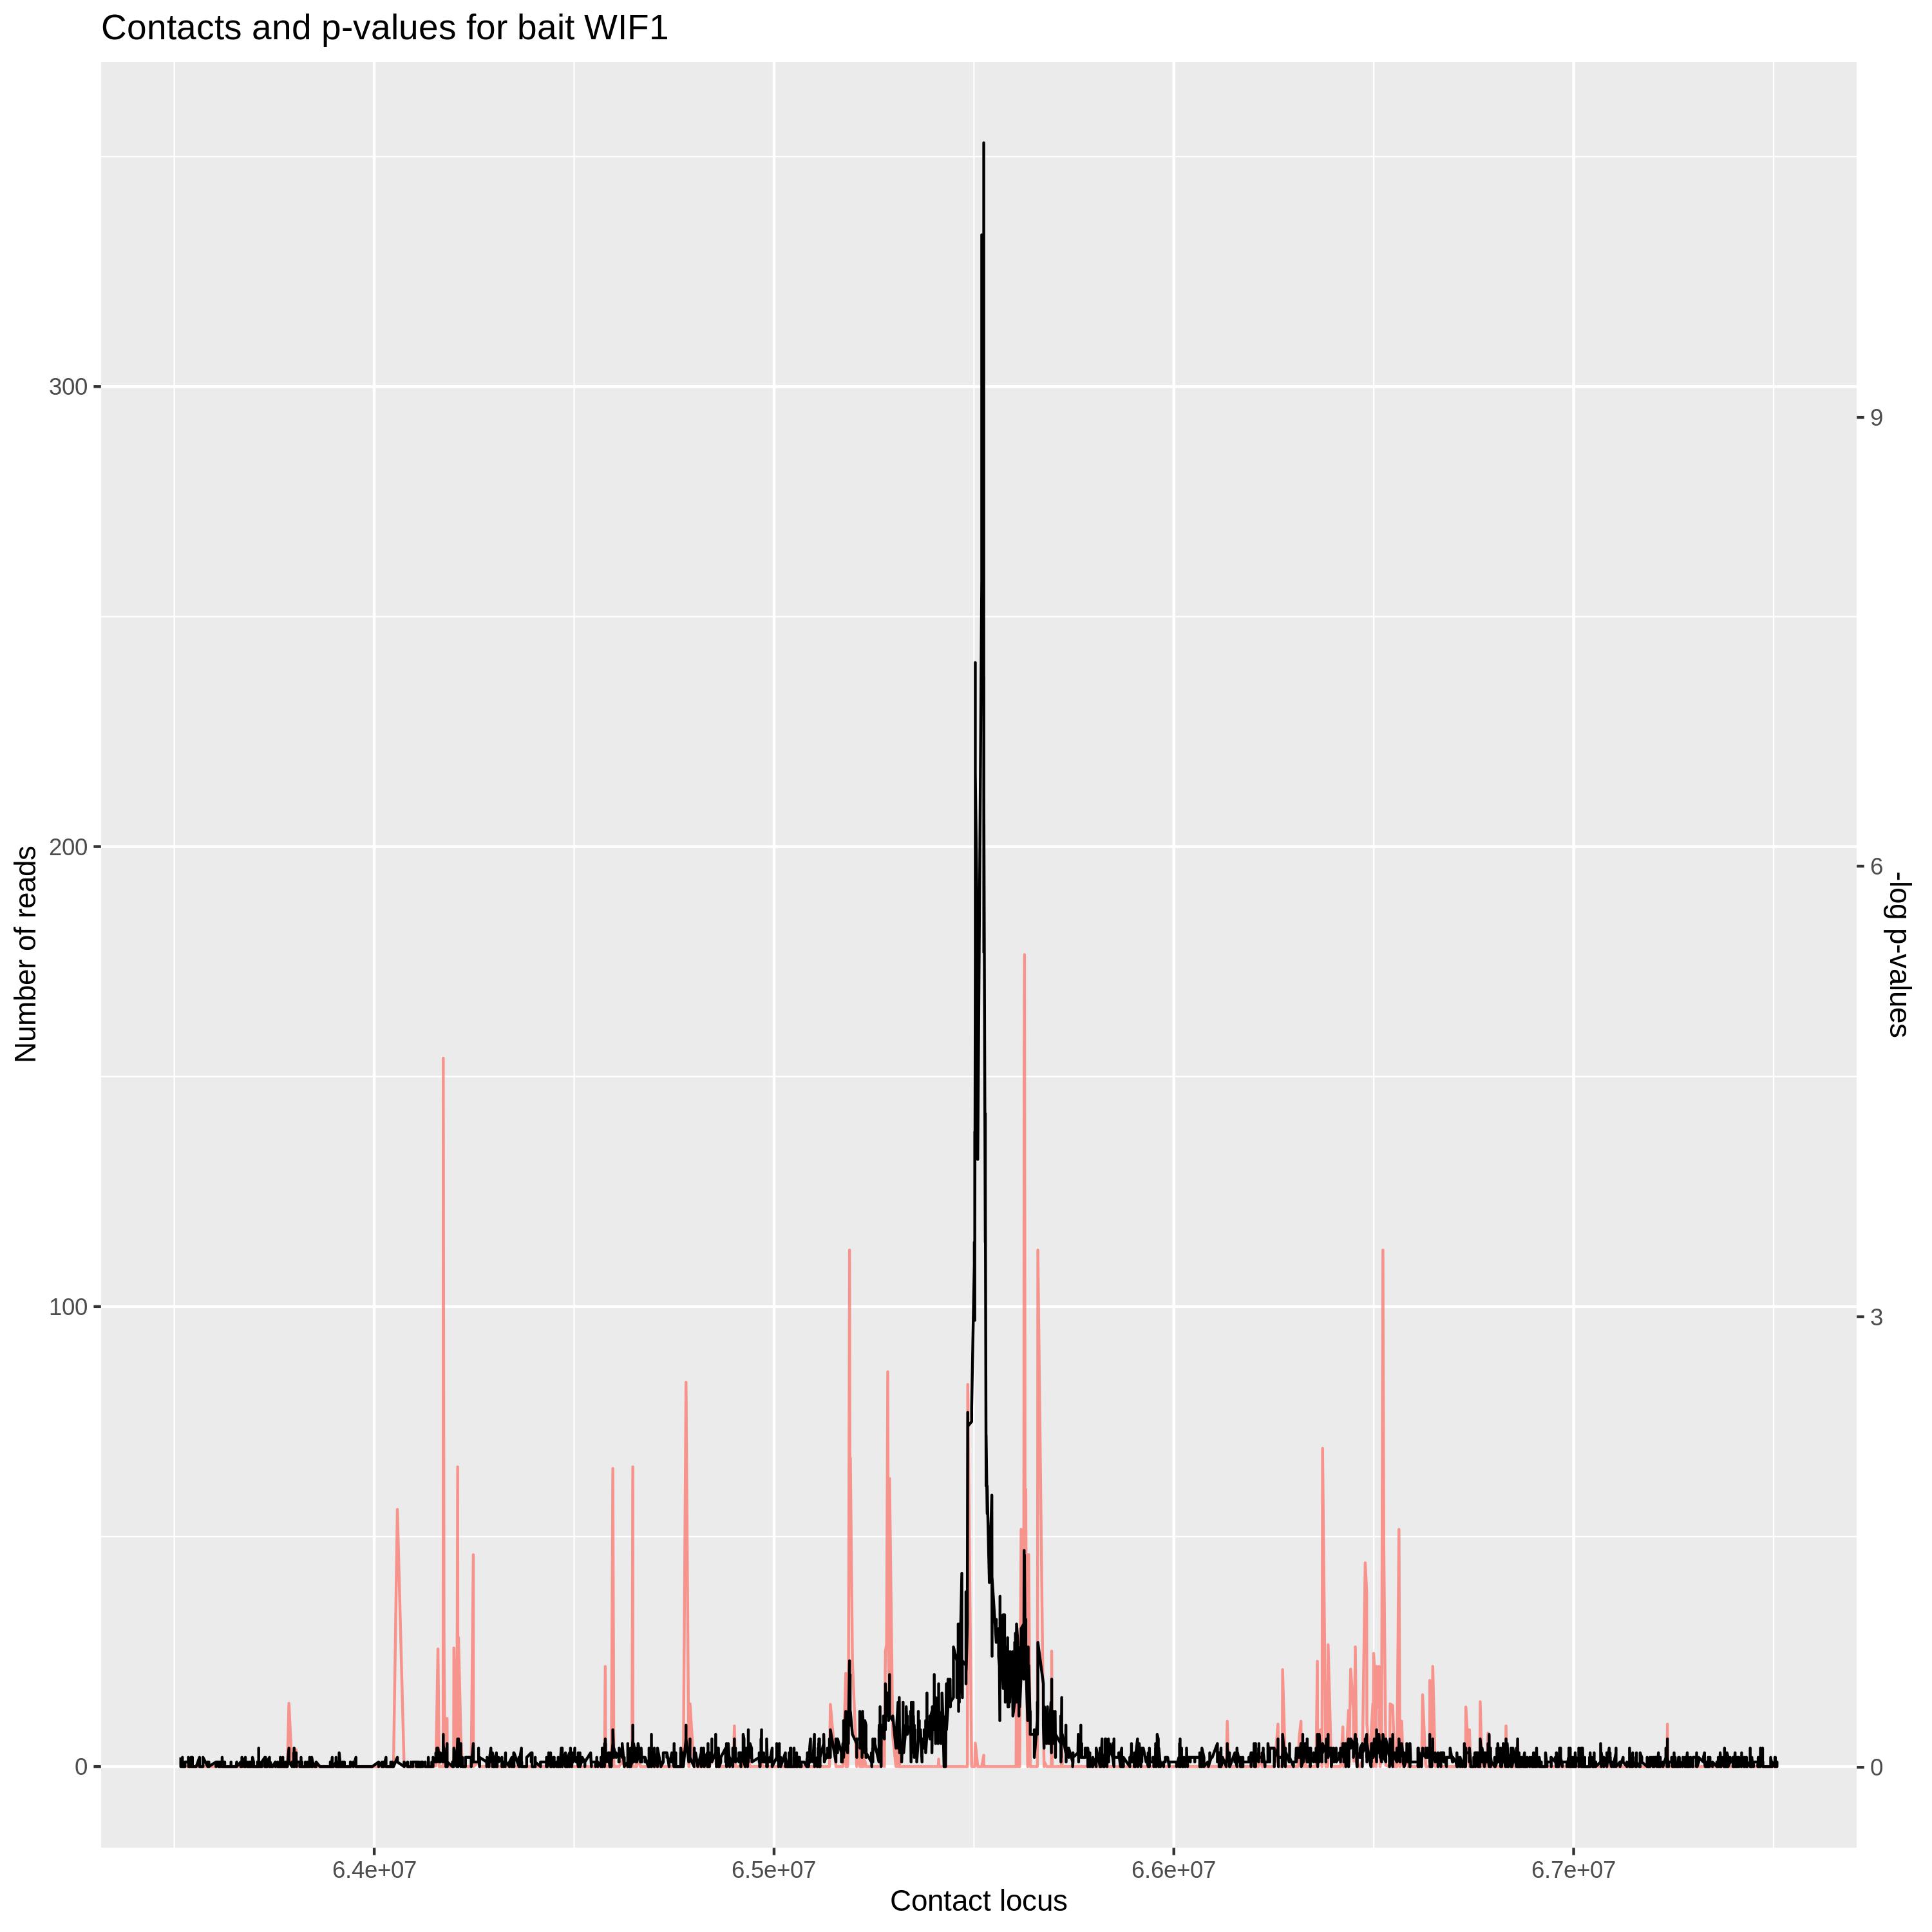 Contacts and p-values for bait WIF1
300
200
100
0
Number of reads
9
6
3
0
-log p-values
6.4e+07
6.5e+07
6.6e+07
6.7e+07
Contact locus